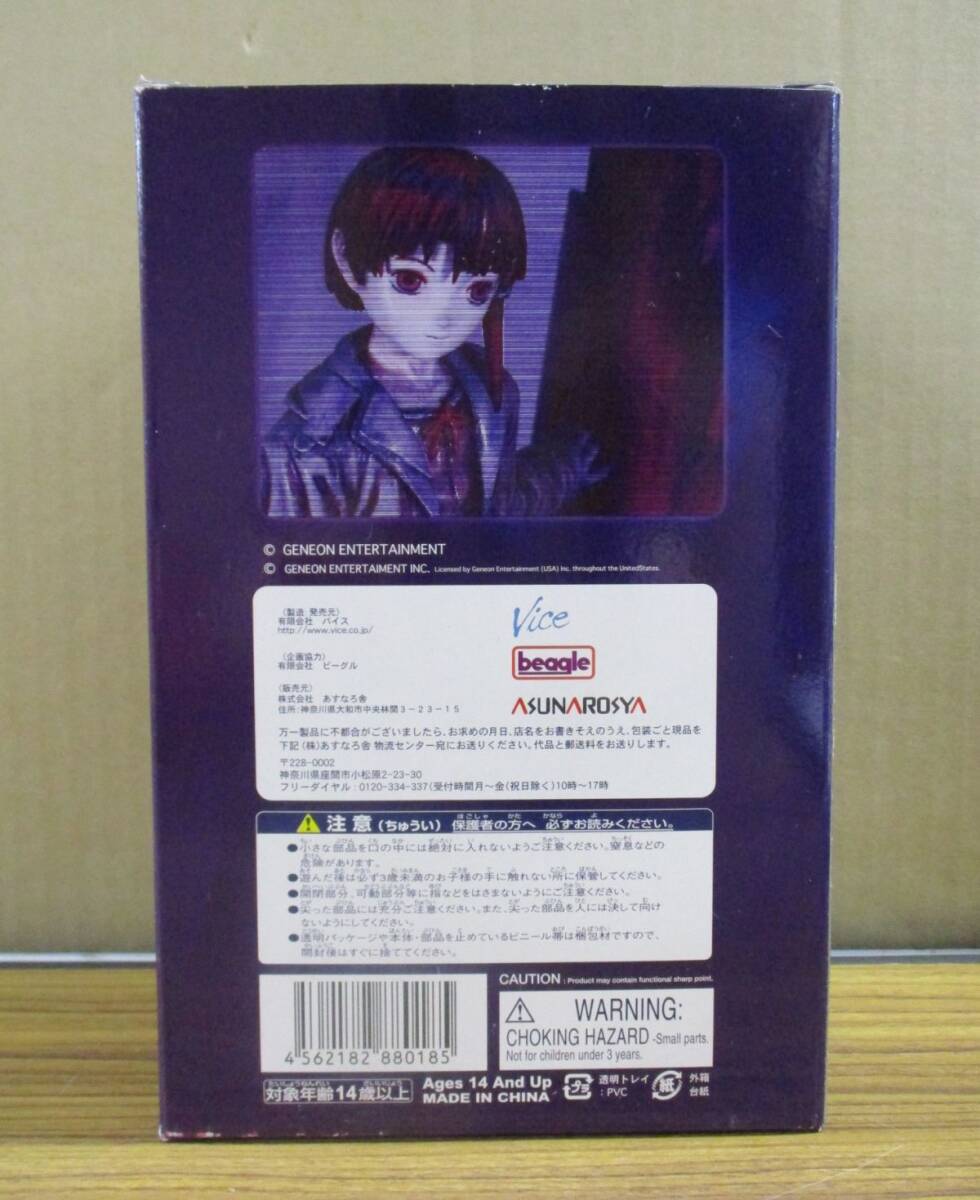 © GENEON ENTERTAINMENT
© GENEON ENTERTAIMENT INC. Licensed by Geneon Entertainment (USA) Inc. throughout the UnitedStates.
(製造 発売元)
有限会社 バイス
http://www.vice.co.jp/
Vice
(企画協力)
有限会社 ビーグル
beagle
(販売元)
株式会社 あすなろ舎
住所:神奈川県大和市中央林間3-23-15
ASUNAROSYA
万一製品に不都合がございましたら、お求めの月日、店名をお書きそえのうえ、包装ごと現品を
下記(株)あすなろ舎 物流センター宛にお送りください。代品と郵送料をお送りします。
〒228-0002
神奈川県座間市小松原2-23-30
フリーダイヤル:0120-334-337(受付時間月~金(祝日除く)10時~17時
注意(ちゅうい) 保護者の方へ 必ずお読みください。
●小さな部品を口の中には絶対に入れないようご注意ください。窒息などの
危険があります。
●遊んだ後は必ず3歳未満のお子様の手に触れない所に保管してください。
●開閉部分、可動部分等に指などをはさまないようにご注意ください。
●尖った部品には充分ご注意ください。また、尖った部品を人には決して向け
ないようにしてください。
●透明パッケージや本体・部品を止めているビニール帯は梱包材ですので、
開封後はすぐに捨ててください。
4 562182 880185
CAUTION : Product may contain functional sharp point.
WARNING:
CHOKING HAZARD -Small parts.
Not for children under 3 years.
対象年齢14歳以上
Ages 14 And Up
MADE IN CHINA
プラ
透明トレイ
:PVC
紙
外箱
台紙